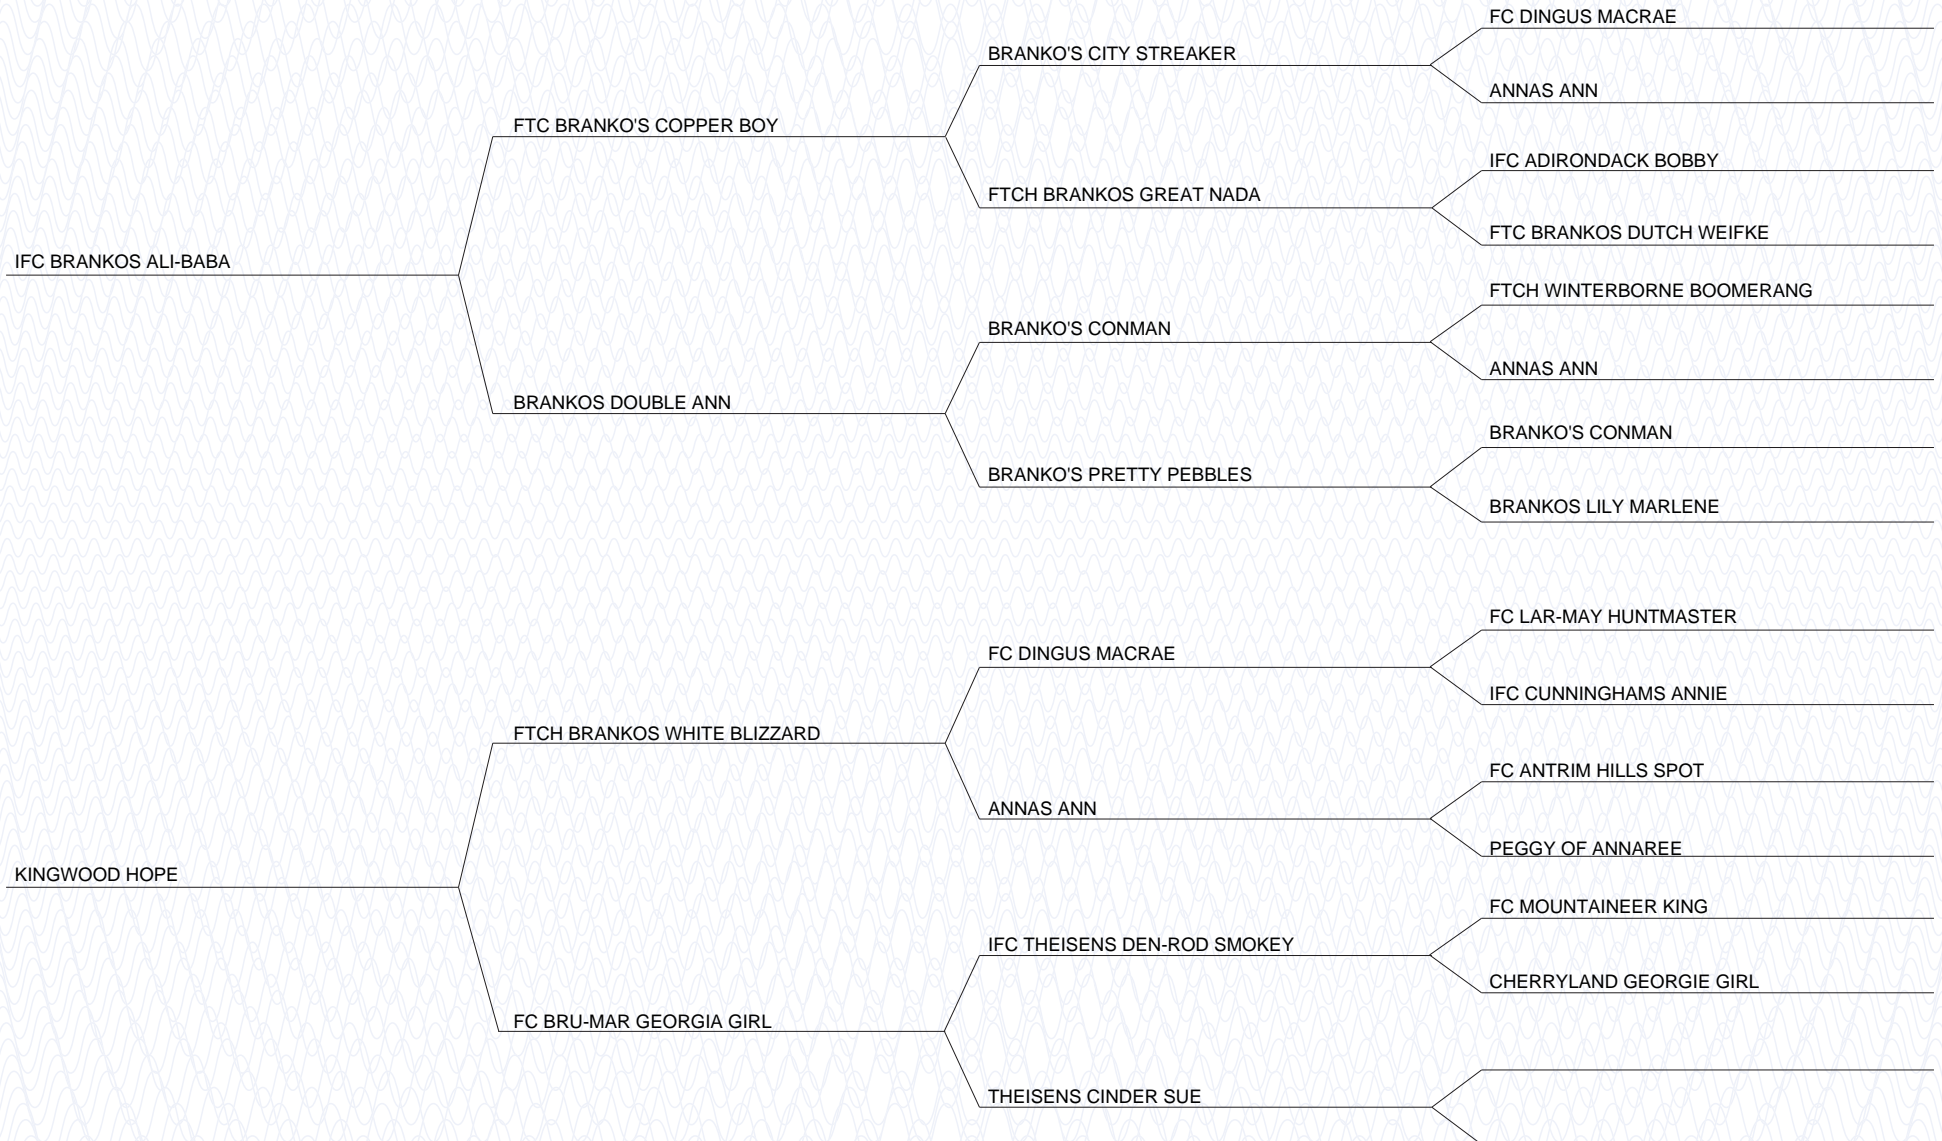 FC DINGUS MACRAE
BRANKO'S CITY STREAKER
ANNAS ANN
FTC BRANKO'S COPPER BOY
IFC ADIRONDACK BOBBY
FTCH BRANKOS GREAT NADA
FTC BRANKOS DUTCH WEIFKE
IFC BRANKOS ALI-BABA
FTCH WINTERBORNE BOOMERANG
BRANKO'S CONMAN
ANNAS ANN
BRANKOS DOUBLE ANN
BRANKO'S CONMAN
BRANKO'S PRETTY PEBBLES
BRANKOS LILY MARLENE
FC LAR-MAY HUNTMASTER
FC DINGUS MACRAE
IFC CUNNINGHAMS ANNIE
FTCH BRANKOS WHITE BLIZZARD
FC ANTRIM HILLS SPOT
ANNAS ANN
PEGGY OF ANNAREE
KINGWOOD HOPE
FC MOUNTAINEER KING
IFC THEISENS DEN-ROD SMOKEY
CHERRYLAND GEORGIE GIRL
FC BRU-MAR GEORGIA GIRL
THEISENS CINDER SUE